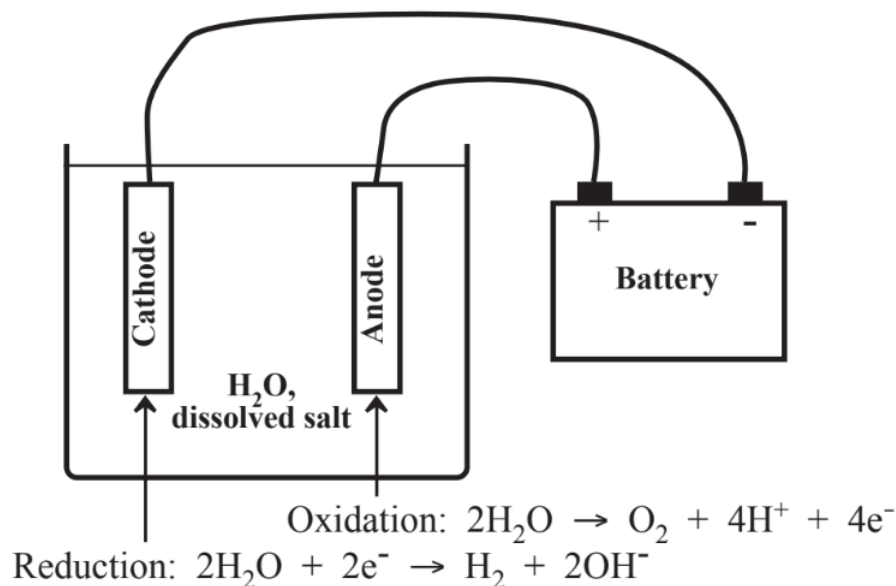 +
-
Battery
Cathode
Anode
H₂O,
dissolved salt
Oxidation: 2H₂O → O₂ + 4H⁺ + 4e⁻
Reduction: 2H₂O + 2e⁻ → H₂ + 2OH⁻